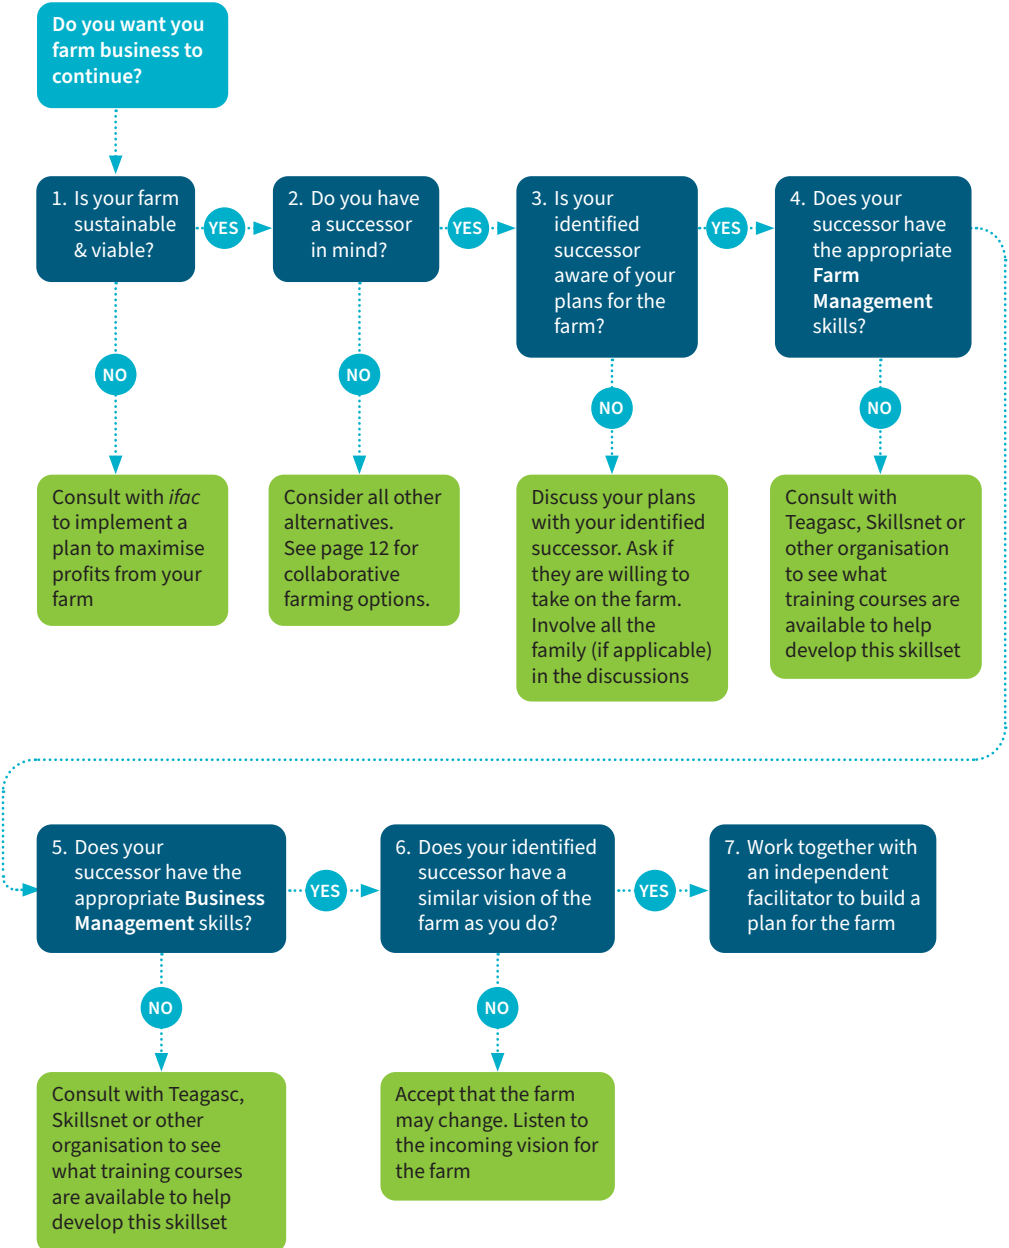 Do you want you
farm business to
continue?
1. Is your farm
sustainable
& viable?
YES
2. Do you have
a successor
in mind?
YES
3. Is your
identified
successor
aware of your
plans for the
farm?
YES
4. Does your
successor have
the appropriate
Farm
Management
skills?
NO
NO
NO
NO
Consult with ifac
to implement a
plan to maximise
profits from your
farm
Consider all other
alternatives.
See page 12 for
collaborative
farming options.
Discuss your plans
with your identified
successor. Ask if
they are willing to
take on the farm.
Involve all the
family (if applicable)
in the discussions
Consult with
Teagasc, Skillsnet or
other organisation
to see what
training courses are
available to help
develop this skillset
5. Does your
successor have the
appropriate Business
Management skills?
YES
6. Does your identified
successor have a
similar vision of the
farm as you do?
YES
7. Work together with
an independent
facilitator to build a
plan for the farm
NO
NO
Consult with Teagasc,
Skillsnet or other
organisation to see
what training courses
are available to help
develop this skillset
Accept that the farm
may change. Listen to
the incoming vision for
the farm